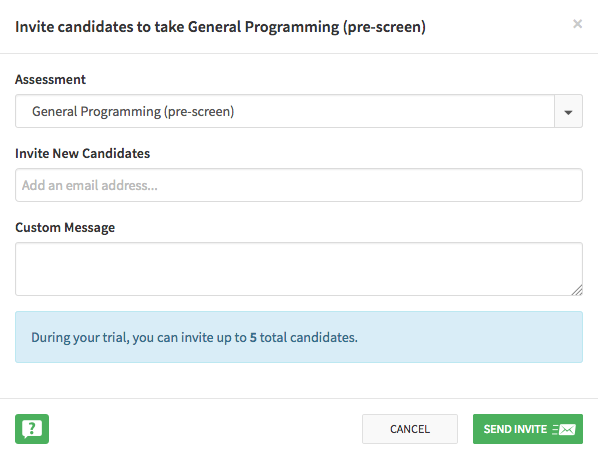 Invite candidates to take General Programming (pre-screen)
×
Assessment
General Programming (pre-screen)
Invite New Candidates
Add an email address...
Custom Message
During your trial, you can invite up to 5 total candidates.
?
CANCEL
SEND INVITE